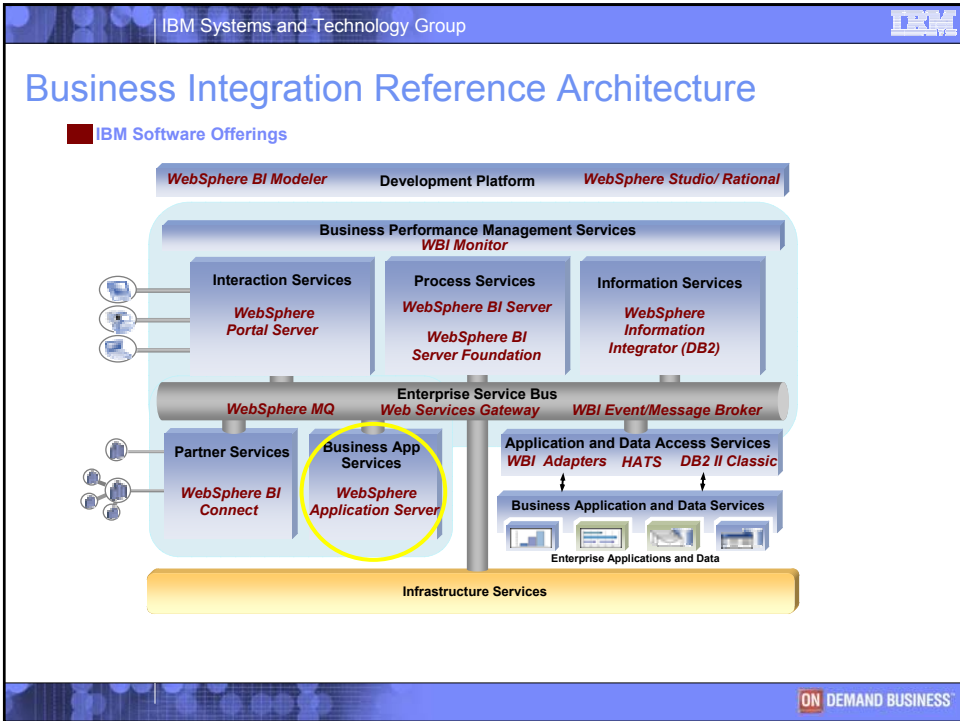 IBM Systems and Technology Group
IBM
Business Integration Reference Architecture
IBM Software Offerings
WebSphere BI Modeler
Development Platform
WebSphere Studio/ Rational
Business Performance Management Services
WBI Monitor
Interaction Services
WebSphere
Portal Server
Process Services
WebSphere BI Server
WebSphere BI
Server Foundation
Information Services
WebSphere
Information
Integrator (DB2)
Enterprise Service Bus
WebSphere MQ
Web Services Gateway
WBI Event/Message Broker
Partner Services
WebSphere BI
Connect
Business App
Services
WebSphere
Application Server
Application and Data Access Services
WBI Adapters
HATS
DB2 II Classic
Business Application and Data Services
Enterprise Applications and Data
Infrastructure Services
ON DEMAND BUSINESS™